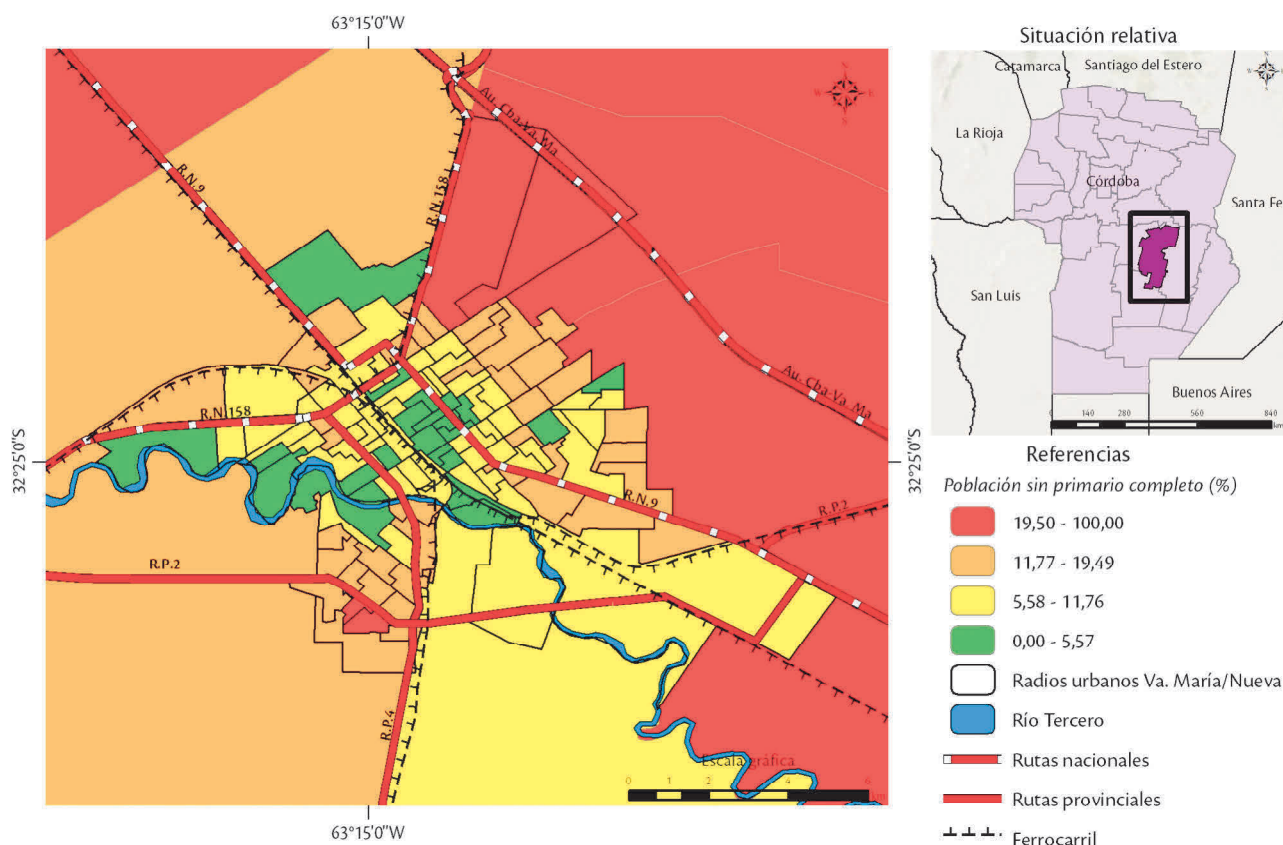 63°15'0"W
32°25'0"S
R.N.9
R.N.158
Au. Cba-Va. Ma
R.N.158
Au. Cba-Va-Ma
R.N.9
R.P.2
R.P.2
R.P.4
Escala gráfica
0 1 2 4 6
km
63°15'0"W
32°25'0"S
Situación relativa
Catamarca
Santiago del Estero
La Rioja
Córdoba
Santa Fe
San Luis
Buenos Aires
140 280 560 840
km
Referencias
Población sin primario completo (%)
19,50 - 100,00
11,77 - 19,49
5,58 - 11,76
0,00 - 5,57
Radios urbanos Va. María/Nueva
Río Tercero
Rutas nacionales
Rutas provinciales
Ferrocarril